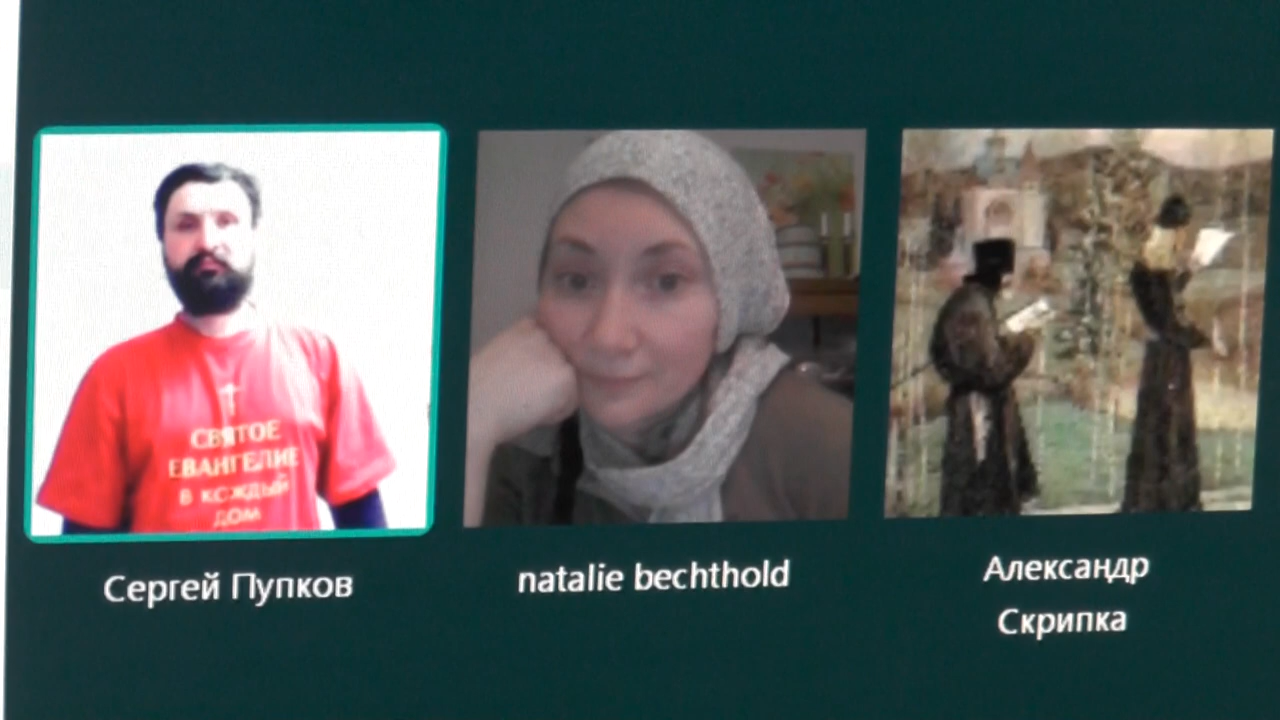 СВЯТОЕ
ЕВАНГЕЛИЕ
В КАЖДЫЙ
ДОМ
Сергей Пупков
natalie bechthold
Александр
Скрипка